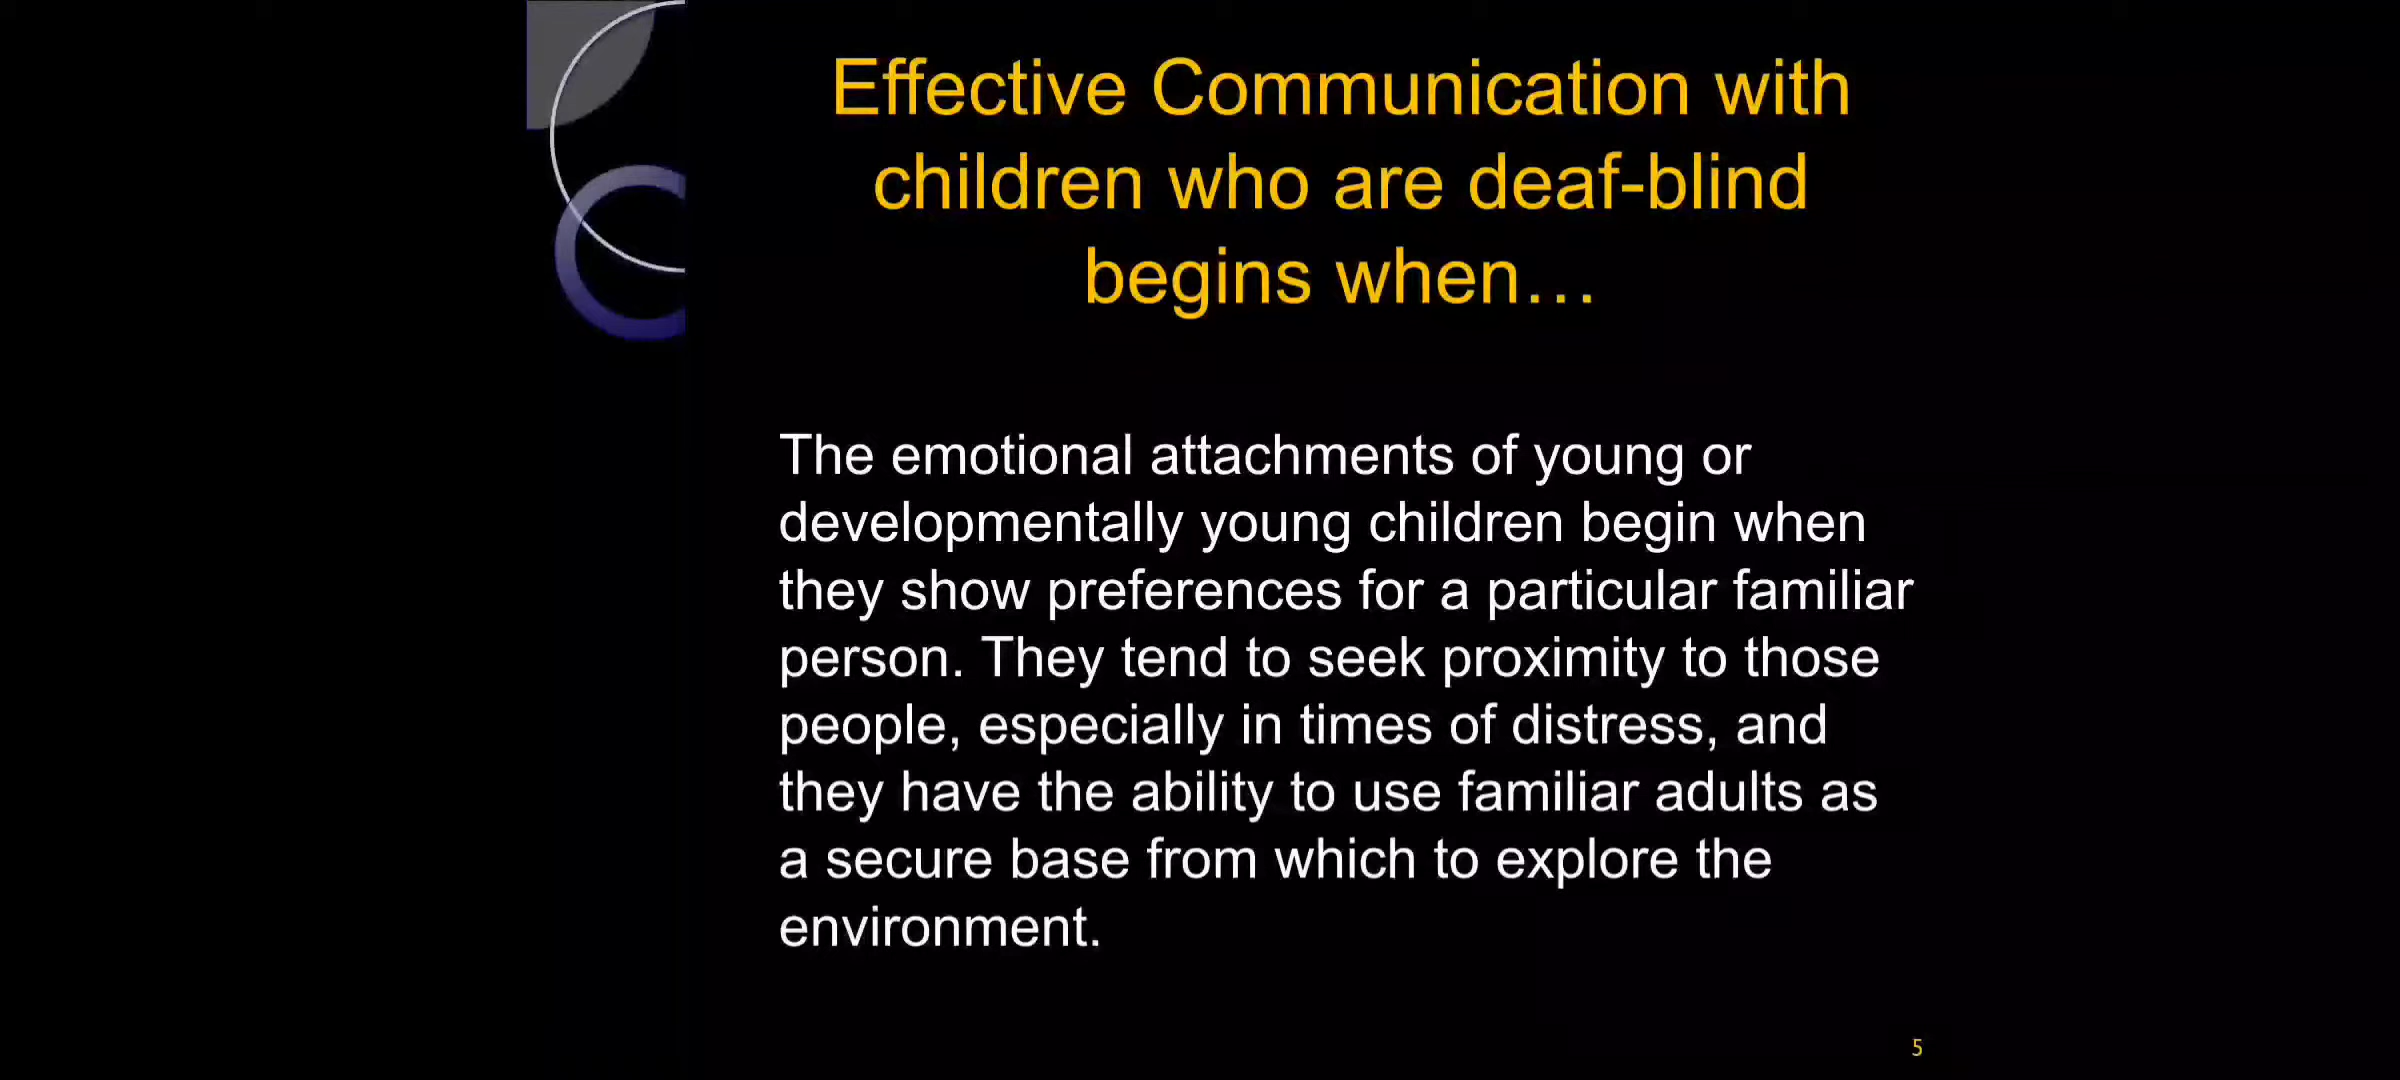 Effective Communication with
children who are deaf-blind
begins when…
The emotional attachments of young or
developmentally young children begin when
they show preferences for a particular familiar
person. They tend to seek proximity to those
people, especially in times of distress, and
they have the ability to use familiar adults as
a secure base from which to explore the
environment.
5